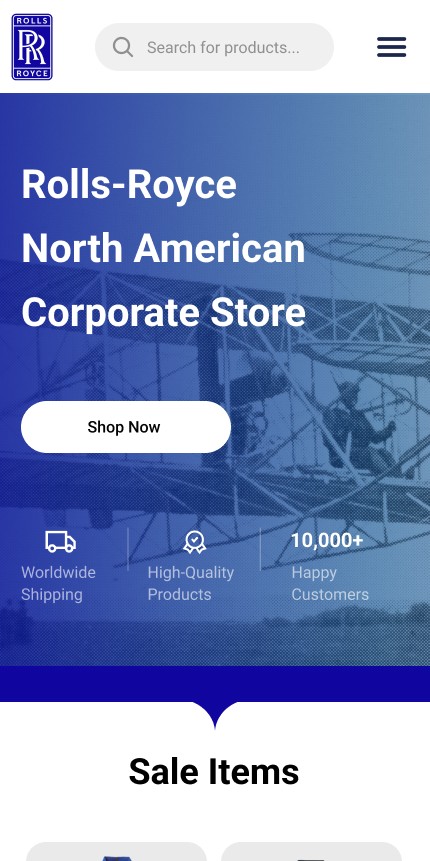 ROLLS
RR
ROYCE
Search for products...
Rolls-Royce
North American
Corporate Store
Shop Now
10,000+
Worldwide
Shipping
High-Quality
Products
Happy
Customers
Sale Items